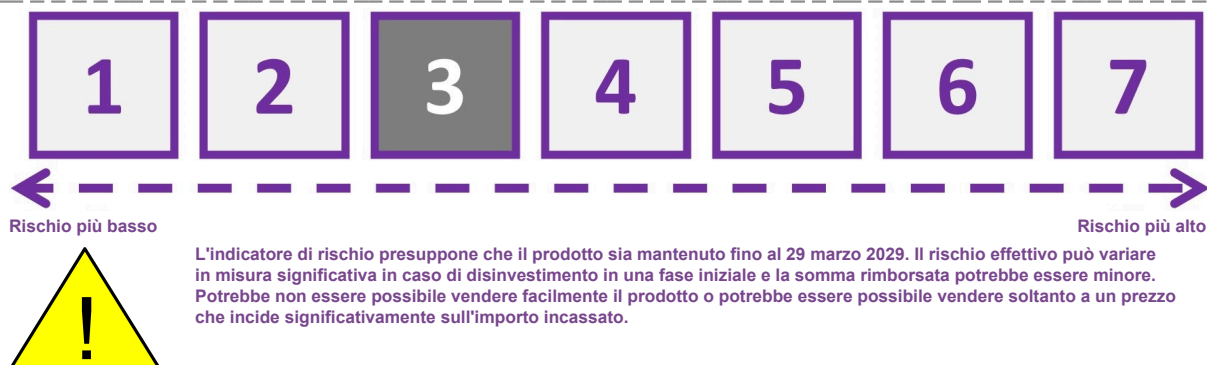 1 2 3 4 5 6 7
Rischio più basso Rischio più alto
L'indicatore di rischio presuppone che il prodotto sia mantenuto fino al 29 marzo 2029. Il rischio effettivo può variare
in misura significativa in caso di disinvestimento in una fase iniziale e la somma rimborsata potrebbe essere minore.
Potrebbe non essere possibile vendere facilmente il prodotto o potrebbe essere possibile vendere soltanto a un prezzo
che incide significativamente sull'importo incassato.
!